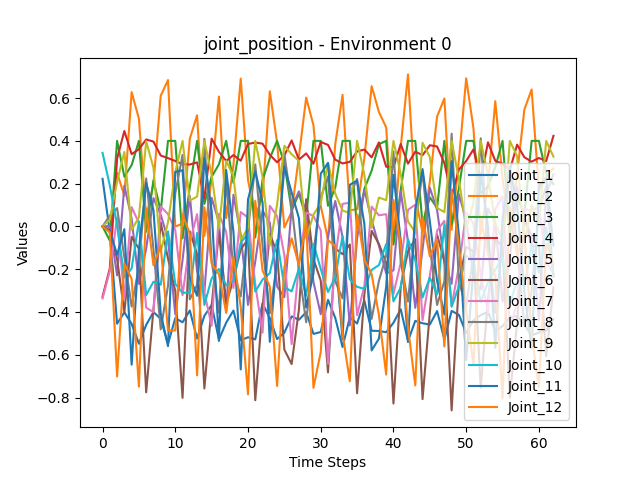 joint_position - Environment 0
Values
0.6
0.4
0.2
0.0
−0.2
−0.4
−0.6
−0.8
0 10 20 30 40 50 60
Time Steps
Joint_1
Joint_2
Joint_3
Joint_4
Joint_5
Joint_6
Joint_7
Joint_8
Joint_9
Joint_10
Joint_11
Joint_12